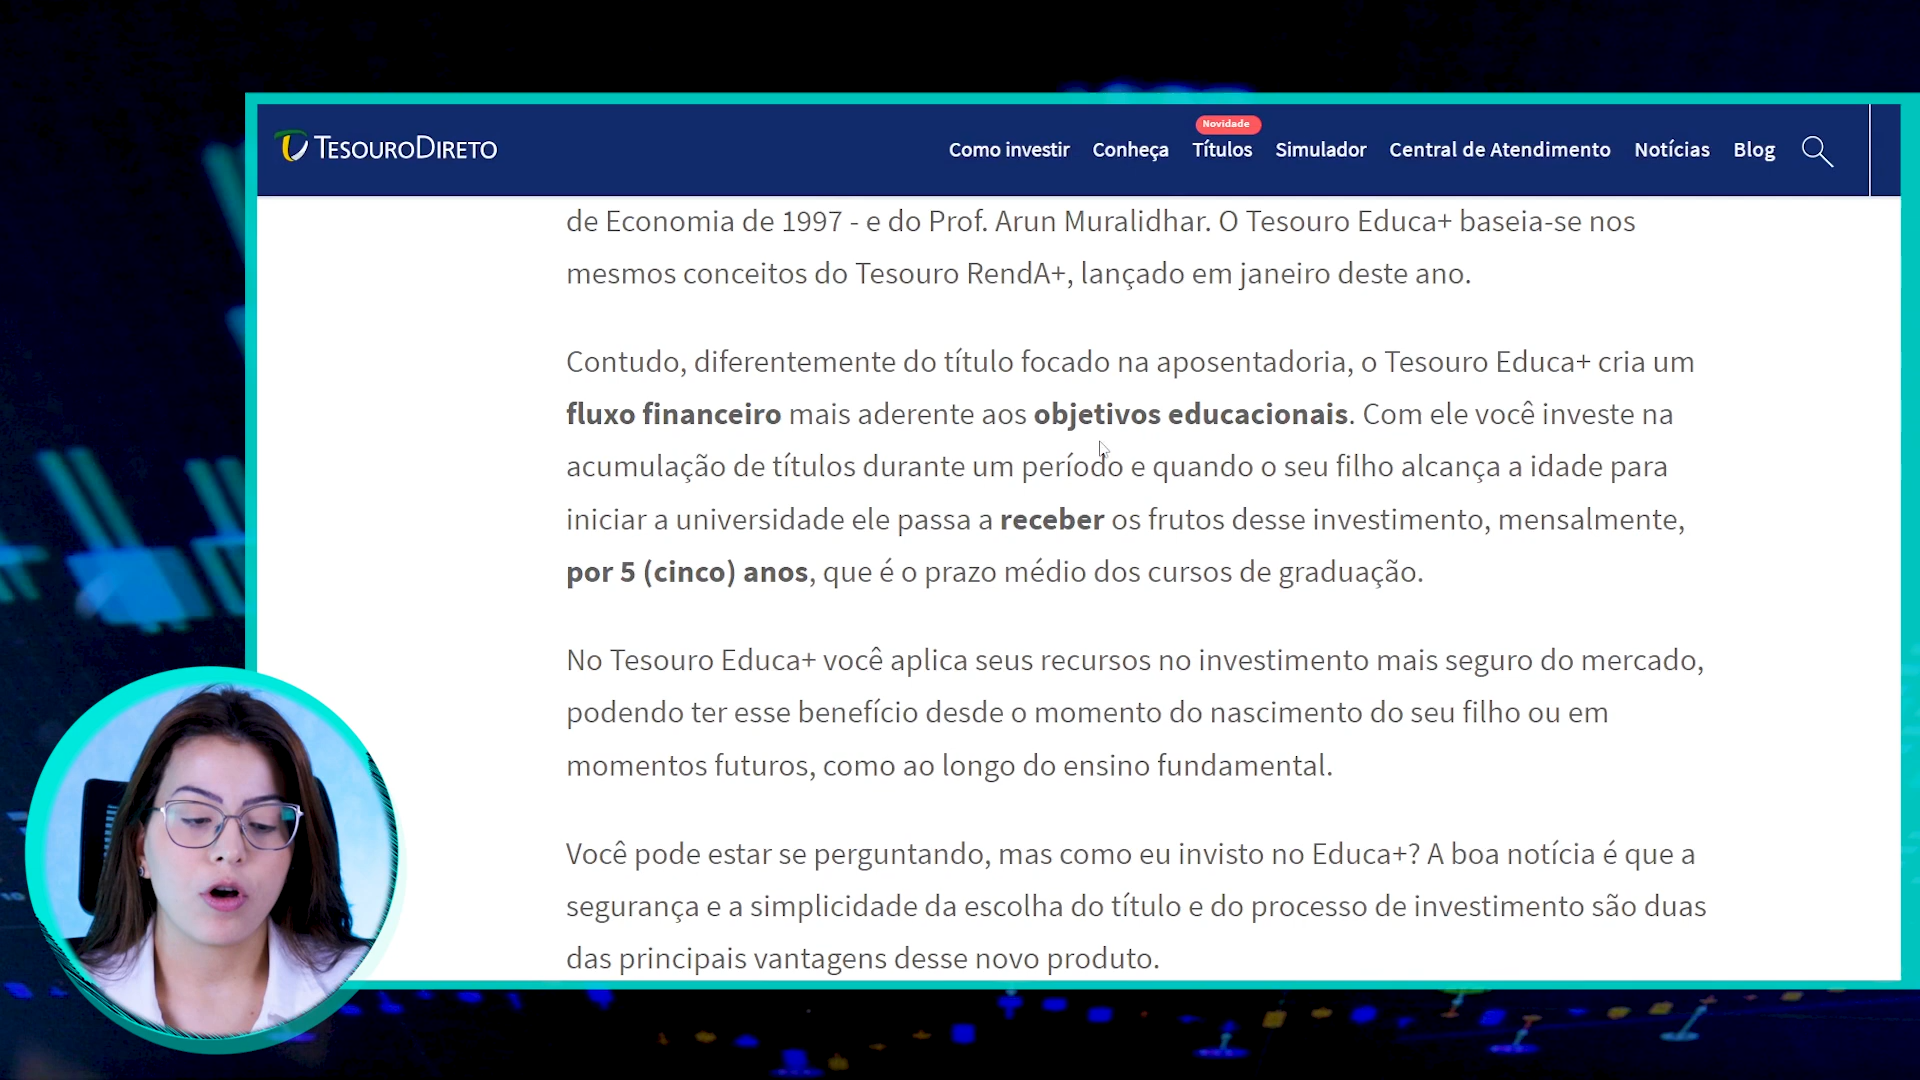 TESOURODIRETO
Novidade
Como investir Conheça Títulos Simulador Central de Atendimento Notícias Blog
de Economia de 1997 - e do Prof. Arun Muralidhar. O Tesouro Educa+ baseia-se nos
mesmos conceitos do Tesouro RendA+, lançado em janeiro deste ano.
Contudo, diferentemente do título focado na aposentadoria, o Tesouro Educa+ cria um
fluxo financeiro mais aderente aos objetivos educacionais. Com ele você investe na
acumulação de títulos durante um período e quando o seu filho alcança a idade para
iniciar a universidade ele passa a receber os frutos desse investimento, mensalmente,
por 5 (cinco) anos, que é o prazo médio dos cursos de graduação.
No Tesouro Educa+ você aplica seus recursos no investimento mais seguro do mercado,
podendo ter esse benefício desde o momento do nascimento do seu filho ou em
momentos futuros, como ao longo do ensino fundamental.
Você pode estar se perguntando, mas como eu invisto no Educa+? A boa notícia é que a
segurança e a simplicidade da escolha do título e do processo de investimento são duas
das principais vantagens desse novo produto.
10